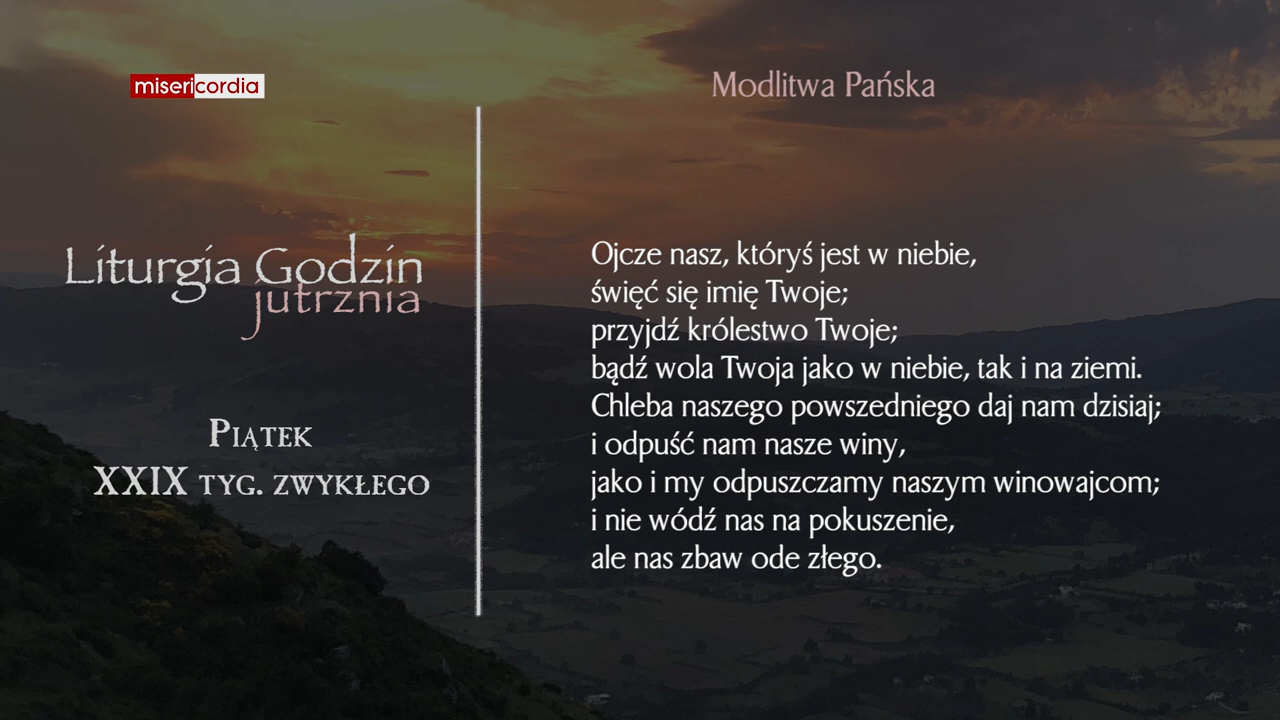 misericordia
Liturgia Godzin
jutrznia
Piątek
XXIX tyg. zwykłego
Modlitwa Pańska
Ojcze nasz, któryś jest w niebie,
święć się imię Twoje;
przyjdź królestwo Twoje;
bądź wola Twoja jako w niebie, tak i na ziemi.
Chleba naszego powszedniego daj nam dzisiaj;
i odpuść nam nasze winy,
jako i my odpuszczamy naszym winowajcom;
i nie wódź nas na pokuszenie,
ale nas zbaw ode złego.